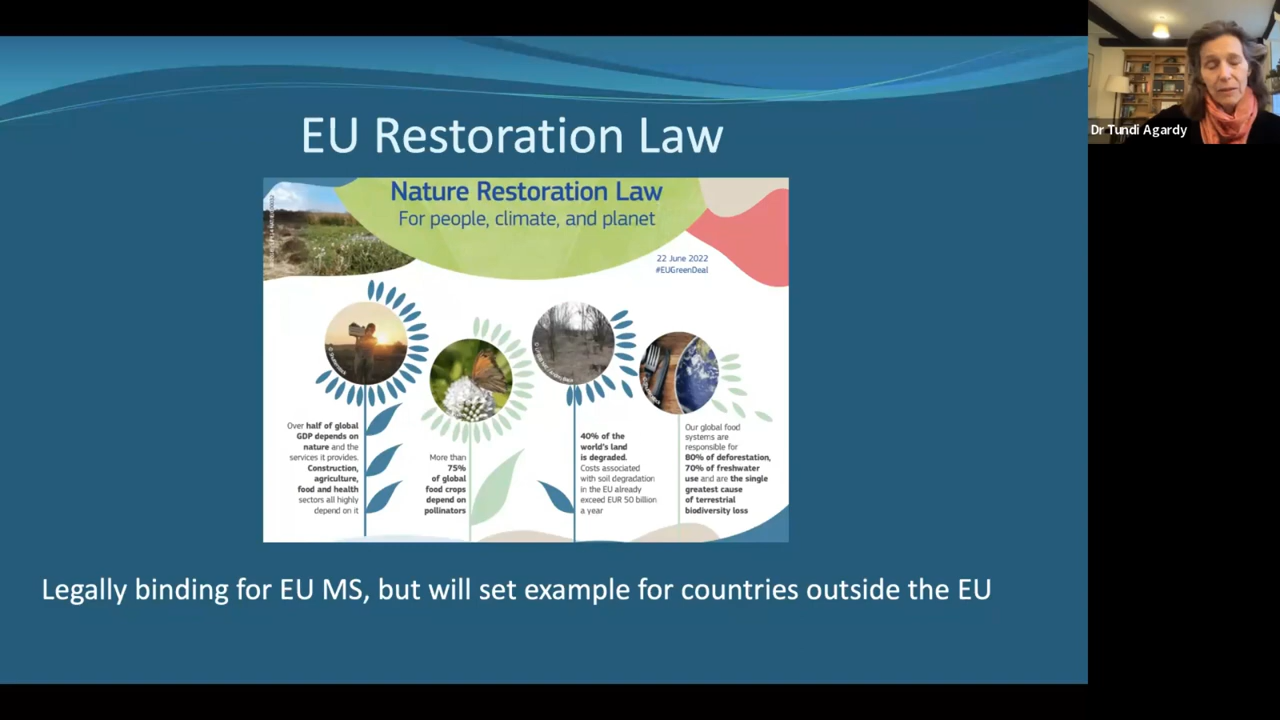 EU Restoration Law
Nature Restoration Law
For people, climate, and planet
22 June 2022
#EUGreenDeal
Over half of global
GDP depends on
nature and the
services it provides.
Construction,
agriculture,
food and health
sectors all highly
depend on it
More than
75%
of global
food crops
depend on
pollinators
40% of the
world's land
is degraded.
Costs associated
with soil degradation
in the EU already
exceed EUR 50 billion
a year
Our global food
systems are
responsible for
80% of deforestation,
70% of freshwater
use and are the single
greatest cause
of terrestrial
biodiversity loss
Legally binding for EU MS, but will set example for countries outside the EU
Dr Tundi Agardy